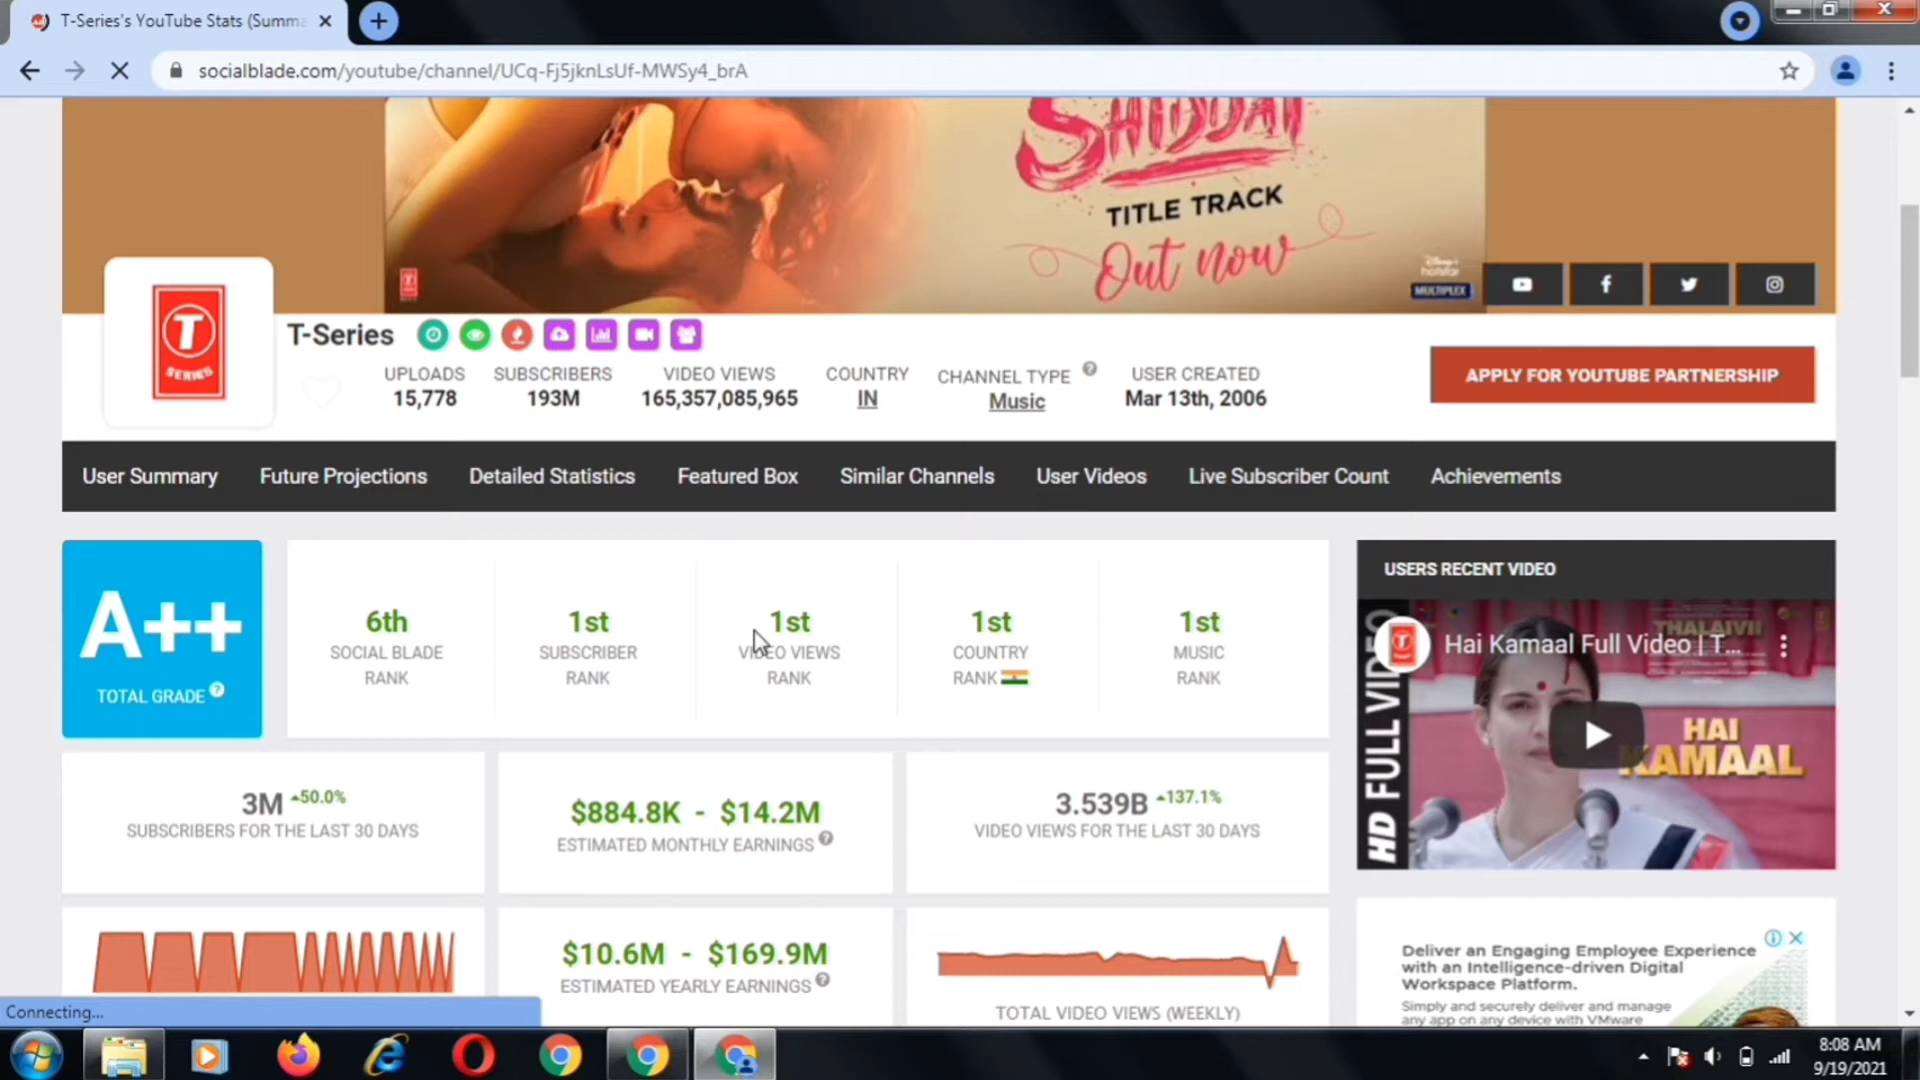 T-Series's YouTube Stats (Summa
socialblade.com/youtube/channel/UCq-Fj5jknLsUf-MWSy4_brA
SHIDDAT
TITLE TRACK
Out now
Disney+
hotstar
MULTIPLEX
T
SERIES
T-Series
UPLOADS
15,778
SUBSCRIBERS
193M
VIDEO VIEWS
165,357,085,965
COUNTRY
IN
CHANNEL TYPE
Music
USER CREATED
Mar 13th, 2006
APPLY FOR YOUTUBE PARTNERSHIP
User Summary
Future Projections
Detailed Statistics
Featured Box
Similar Channels
User Videos
Live Subscriber Count
Achievements
A++
TOTAL GRADE
6th
SOCIAL BLADE
RANK
1st
SUBSCRIBER
RANK
1st
VIDEO VIEWS
RANK
1st
COUNTRY
RANK
1st
MUSIC
RANK
USERS RECENT VIDEO
THALAIVII
Hai Kamaal Full Video | T...
HD FULL VIDEO
HAI
KAMAAL
3M +50.0%
SUBSCRIBERS FOR THE LAST 30 DAYS
$884.8K - $14.2M
ESTIMATED MONTHLY EARNINGS
3.539B +137.1%
VIDEO VIEWS FOR THE LAST 30 DAYS
$10.6M - $169.9M
ESTIMATED YEARLY EARNINGS
TOTAL VIDEO VIEWS (WEEKLY)
Deliver an Engaging Employee Experience
with an Intelligence-driven Digital
Workspace Platform.
Simply and securely deliver and manage
any app on any device with VMware
Connecting...
8:08 AM
9/19/2021